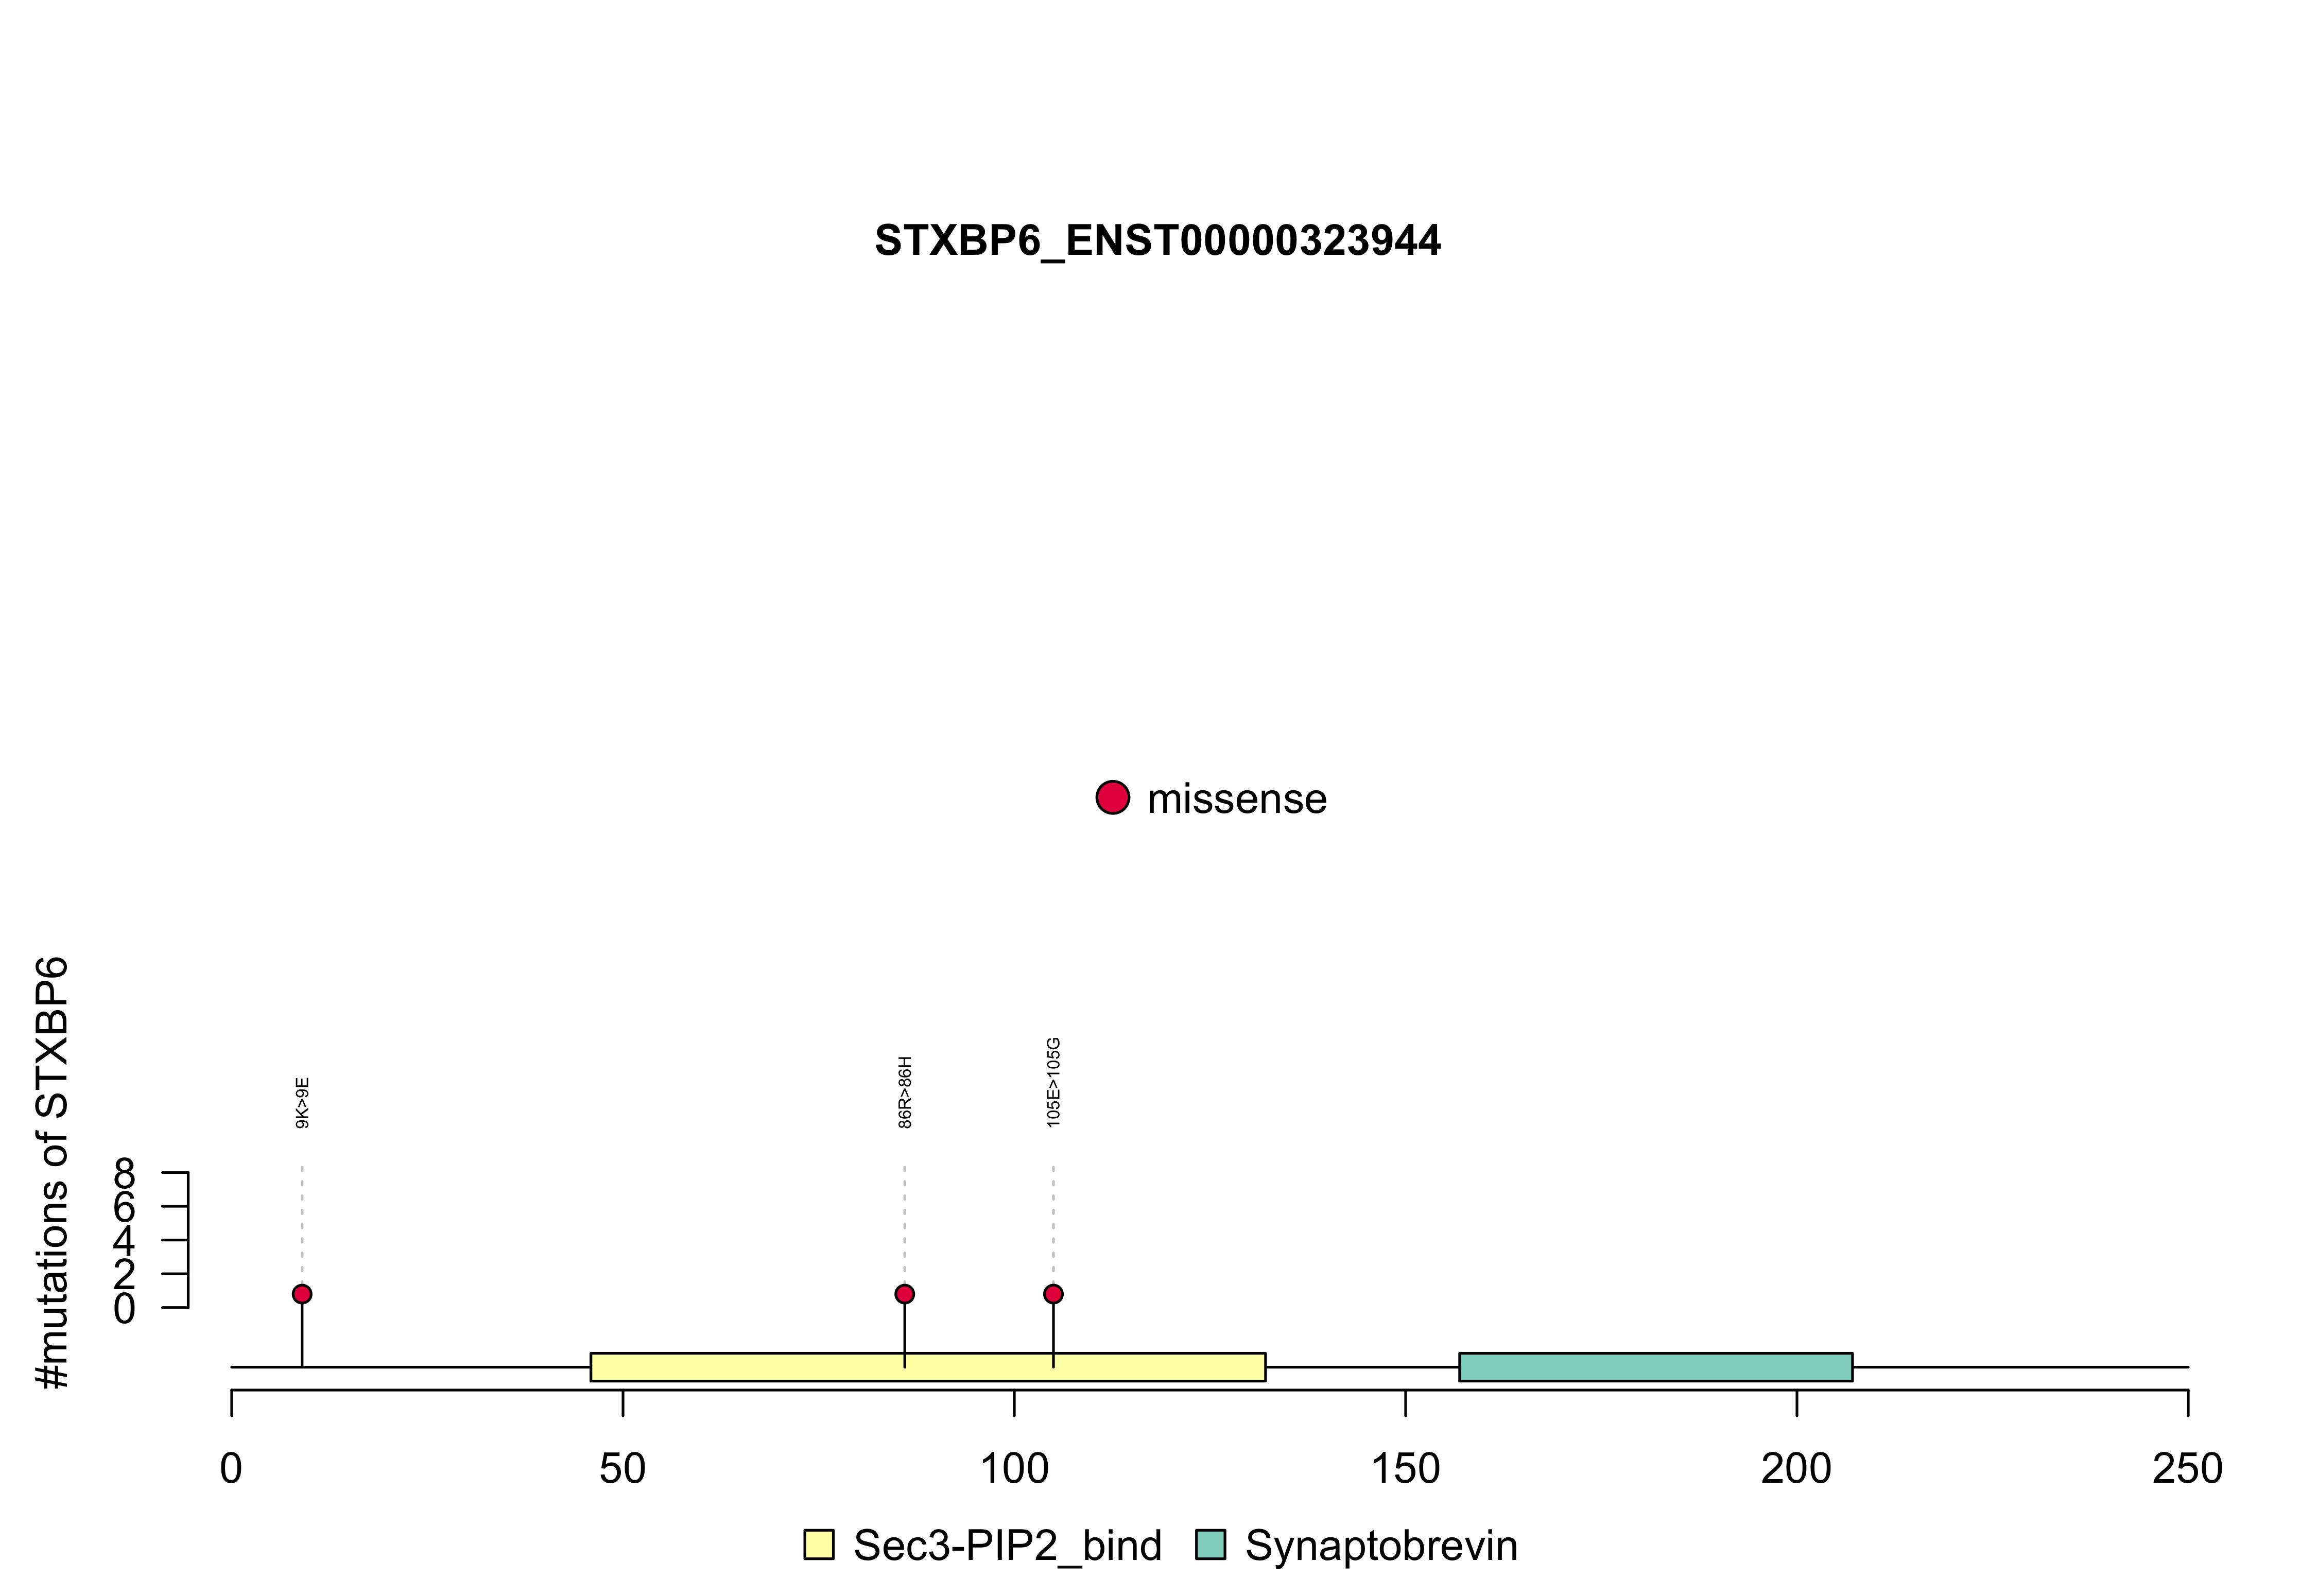 STXBP6_ENST00000323944
missense
#mutations of STXBP6
9K>9E
86R>86H
105E>105G
8
6
4
2
0
0 50 100 150 200 250
Sec3-PIP2_bind Synaptobrevin